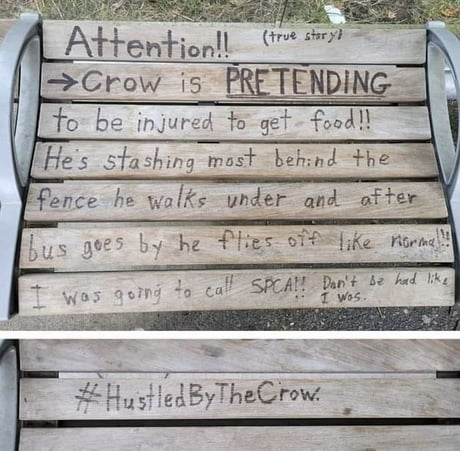 Attention!! (true story!
→Crow is PRETENDING
to be injured to get food!!
He's stashing most behind the
fence he walks under and after
bus goes by he flies off like normal!!
I was going to call SPCA!! Don't be had like
I was.
#HustledByTheCrow.